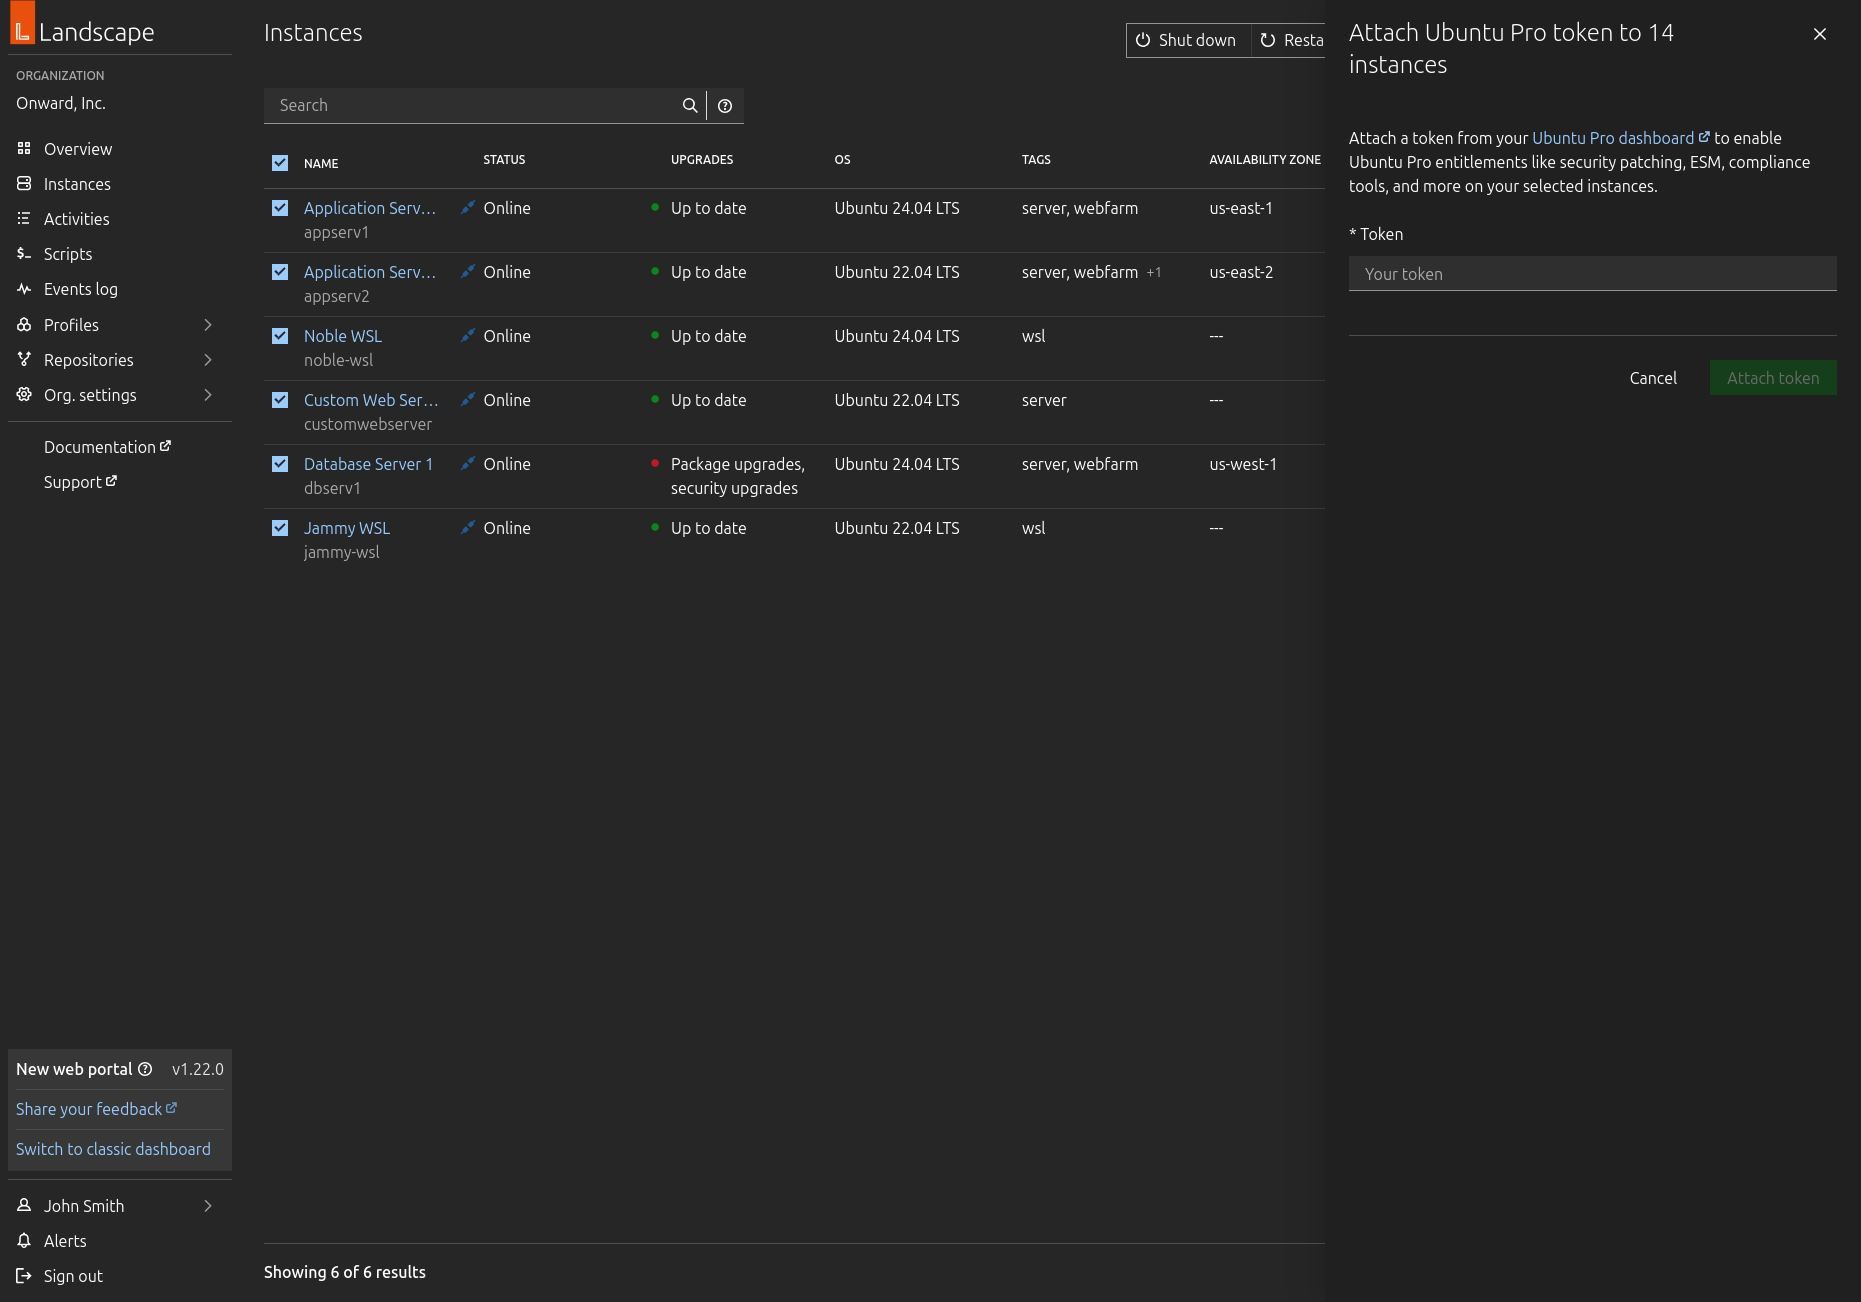 Landscape
ORGANIZATION
Onward, Inc.
Overview
Instances
Activities
Scripts
Events log
Profiles
Repositories
Org. settings
Documentation
Support
New web portal v1.22.0
Share your feedback
Switch to classic dashboard
John Smith
Alerts
Sign out
Instances
Shut down Resta
Search
NAME STATUS UPGRADES OS TAGS AVAILABILITY ZONE
Application Serv... Online Up to date Ubuntu 24.04 LTS server, webfarm us-east-1
appserv1
Application Serv... Online Up to date Ubuntu 22.04 LTS server, webfarm +1 us-east-2
appserv2
Noble WSL Online Up to date Ubuntu 24.04 LTS wsl ---
noble-wsl
Custom Web Ser... Online Up to date Ubuntu 22.04 LTS server ---
customwebserver
Database Server 1 Online Package upgrades, Ubuntu 24.04 LTS server, webfarm us-west-1
dbserv1 security upgrades
Jammy WSL Online Up to date Ubuntu 22.04 LTS wsl ---
jammy-wsl
Showing 6 of 6 results
Attach Ubuntu Pro token to 14
instances
Attach a token from your Ubuntu Pro dashboard to enable
Ubuntu Pro entitlements like security patching, ESM, compliance
tools, and more on your selected instances.
* Token
Your token
Cancel Attach token